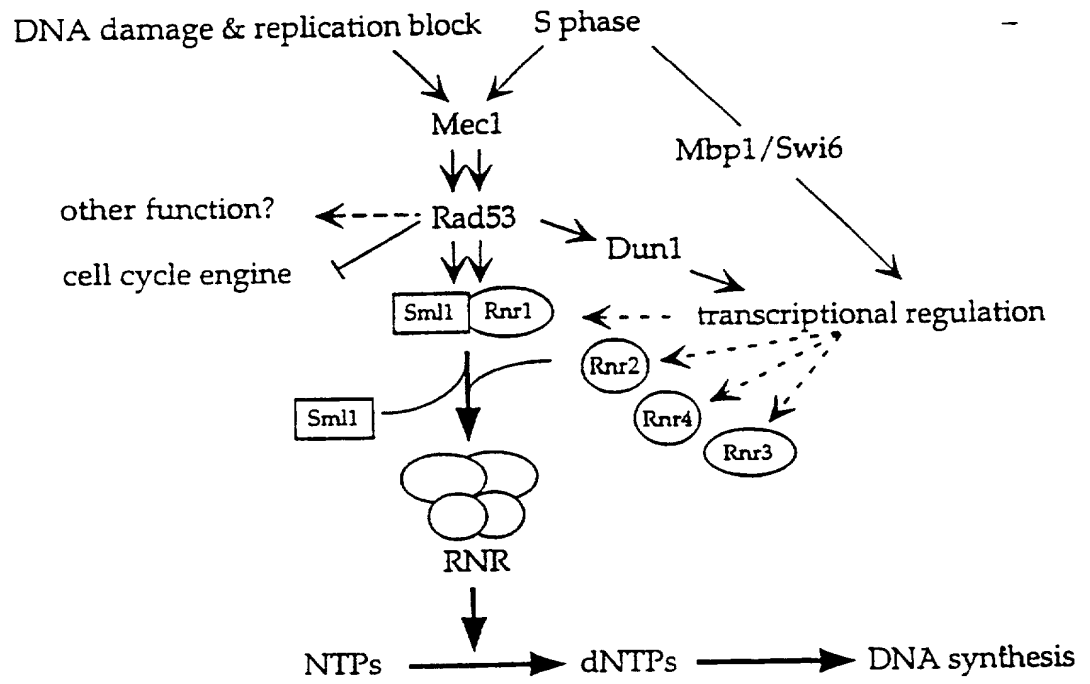 DNA damage & replication block
S phase
Mec1
Mbp1/Swi6
other function?
Rad53
Dun1
cell cycle engine
Sml1
Rnr1
transcriptional regulation
Rnr2
Sml1
Rnr4
Rnr3
RNR
NTPs
dNTPs
DNA synthesis